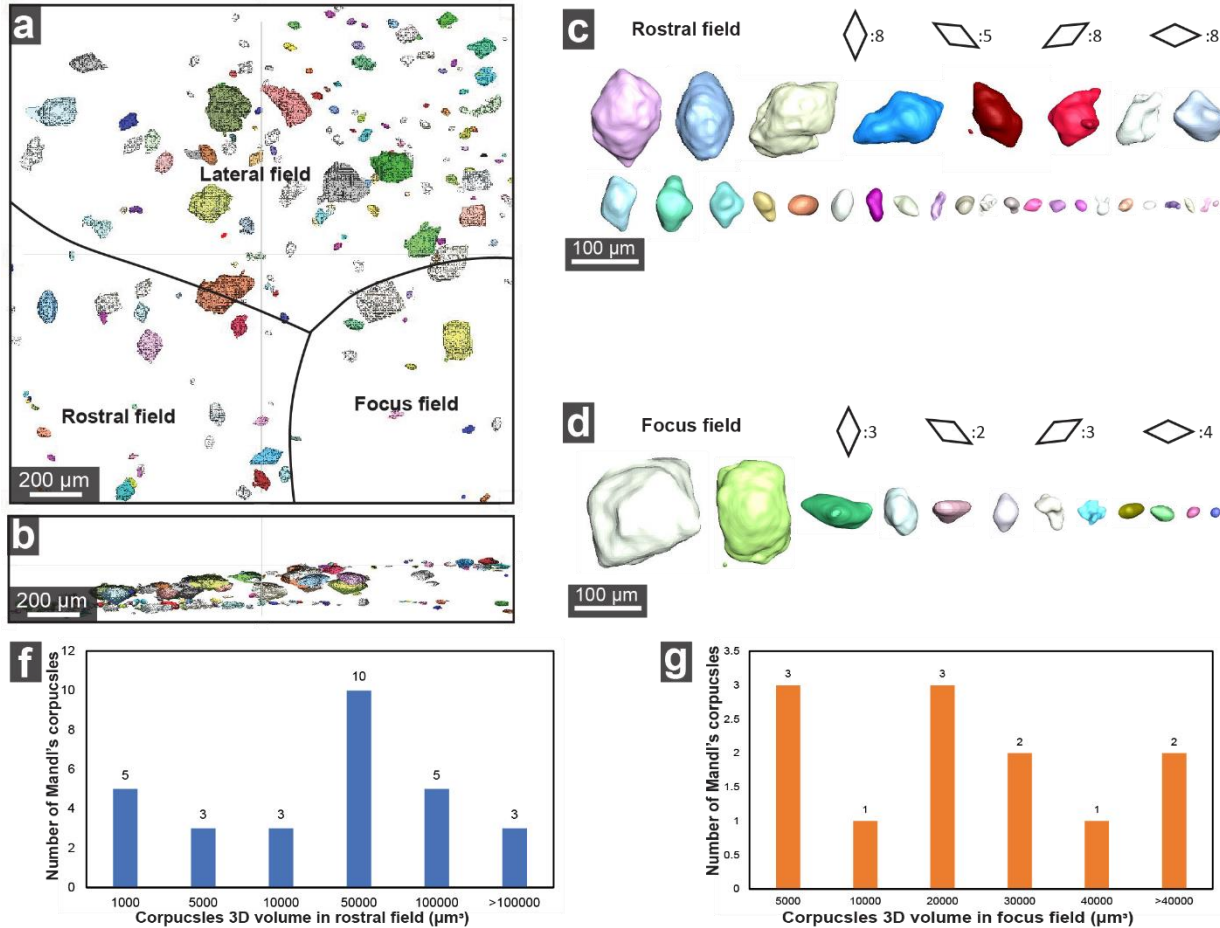 a
Lateral field
Rostral field
Focus field
200 µm
b
200 µm
c
Rostral field
:8
:5
:8
:8
100 µm
d
Focus field
:3
:2
:3
:4
100 µm
f
Number of Mandl's corpucsles
12
10
8
6
4
2
0
5
3
3
10
5
3
1000
5000
10000
50000
100000
>100000
Corpucsles 3D volume in rostral field (µm³)
g
Number of Mandl's corpucsles
3.5
3
2.5
2
1.5
1
0.5
0
3
1
3
2
1
2
5000
10000
20000
30000
40000
>40000
Corpucsles 3D volume in focus field (µm³)